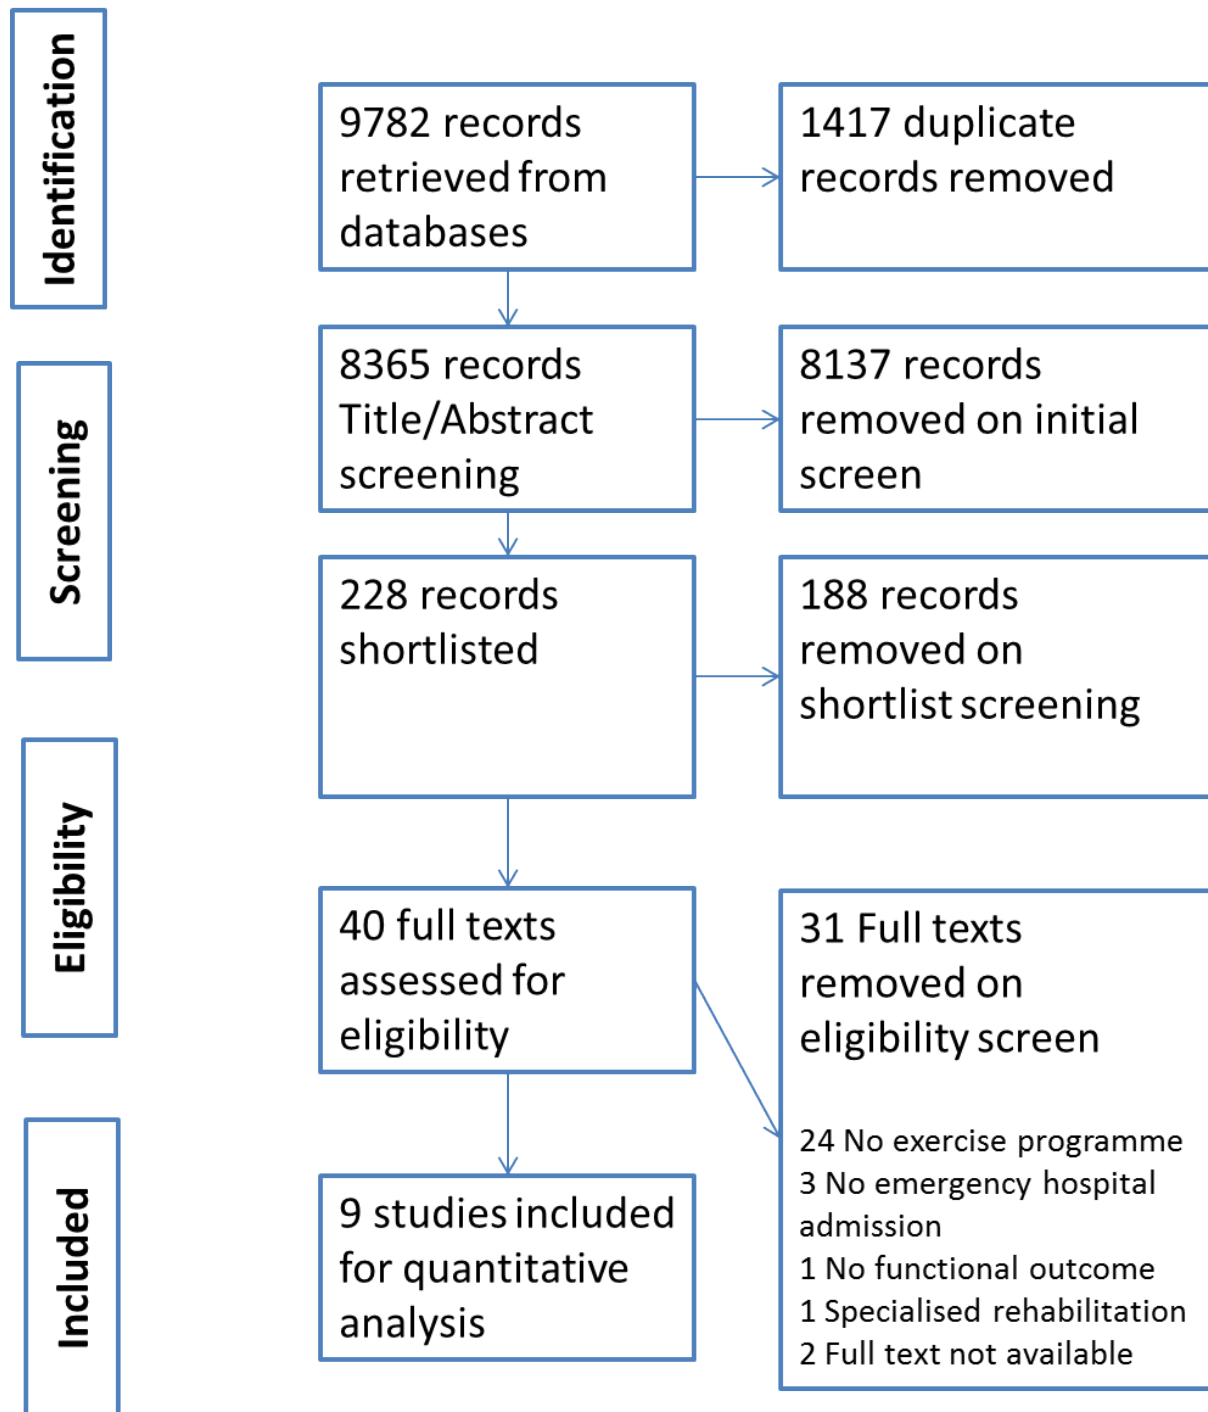 Identification
9782 records
retrieved from
databases
1417 duplicate
records removed
Screening
8365 records
Title/Abstract
screening
8137 records
removed on initial
screen
228 records
shortlisted
188 records
removed on
shortlist screening
Eligibility
40 full texts
assessed for
eligibility
31 Full texts
removed on
eligibility screen
24 No exercise programme
3 No emergency hospital
admission
1 No functional outcome
1 Specialised rehabilitation
2 Full text not available
Included
9 studies included
for quantitative
analysis